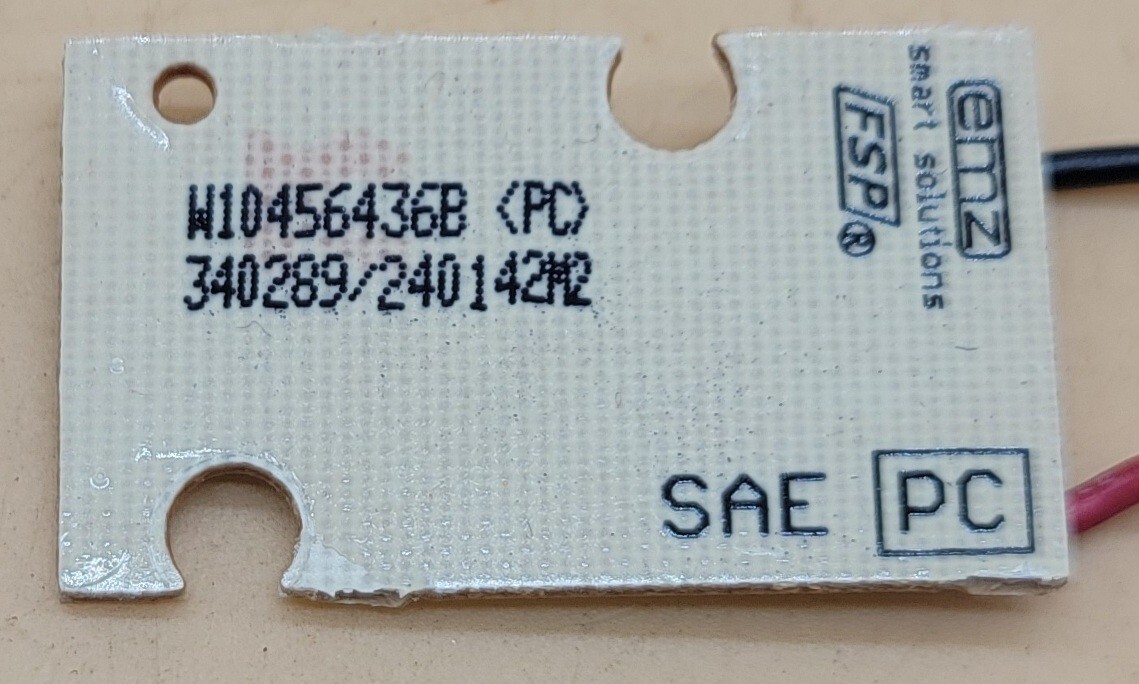 W10456436B (PC)
340289/240142M2
SAE PC
FSP®
smart solutions
emz